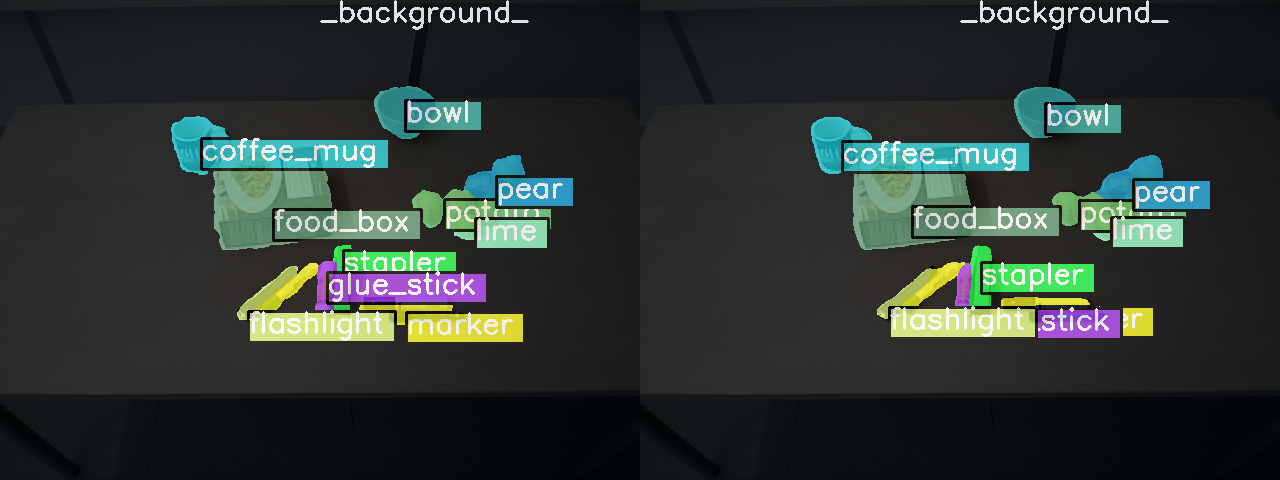 _background_
bowl
coffee_mug
pear
food_box
potato
lime
stapler
glue_stick
flashlight
marker
_background_
bowl
coffee_mug
pear
food_box
lime
stapler
flashlight
stick